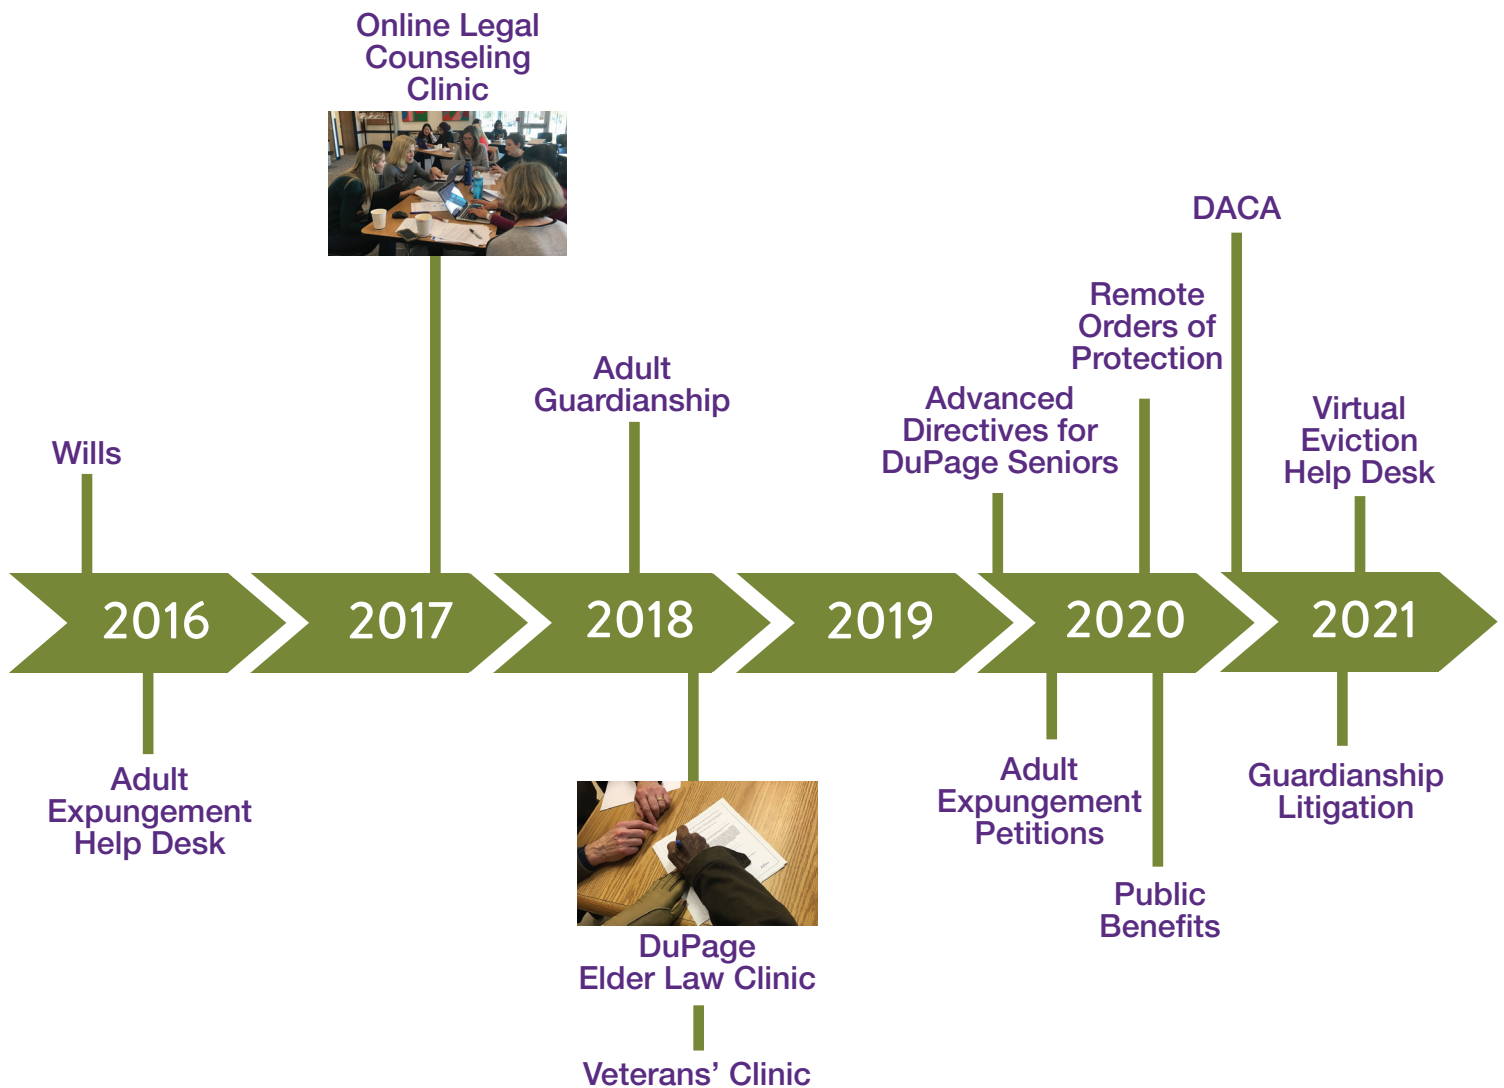 Online Legal
Counseling
Clinic
DACA
Remote
Orders of
Protection
Adult
Guardianship
Advanced
Directives for
DuPage Seniors
Virtual
Eviction
Help Desk
Wills
2016
2017
2018
2019
2020
2021
Adult
Expungement
Help Desk
Adult
Expungement
Petitions
Guardianship
Litigation
Public
Benefits
DuPage
Elder Law Clinic
Veterans’ Clinic